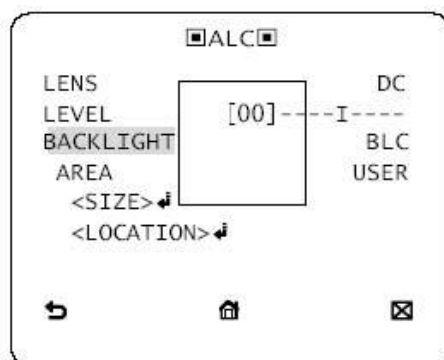 ▣ALC▣
LENS DC
LEVEL [00]----I----
BACKLIGHT BLC
AREA USER
<SIZE>↲
<LOCATION>↲